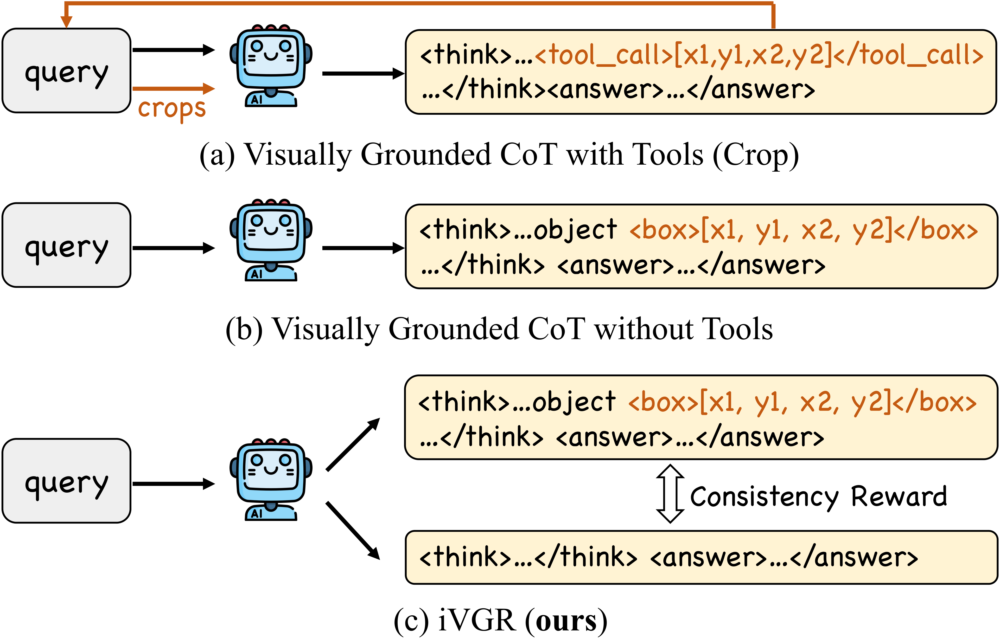 query
crops
AI
<think>...<tool_call>[x1,y1,x2,y2]</tool_call>
...</think><answer>...</answer>
(a) Visually Grounded CoT with Tools (Crop)
query
AI
<think>...object <box>[x1, y1, x2, y2]</box>
...</think> <answer>...</answer>
(b) Visually Grounded CoT without Tools
query
AI
<think>...object <box>[x1, y1, x2, y2]</box>
...</think> <answer>...</answer>
Consistency Reward
<think>...</think> <answer>...</answer>
(c) iVGR (ours)